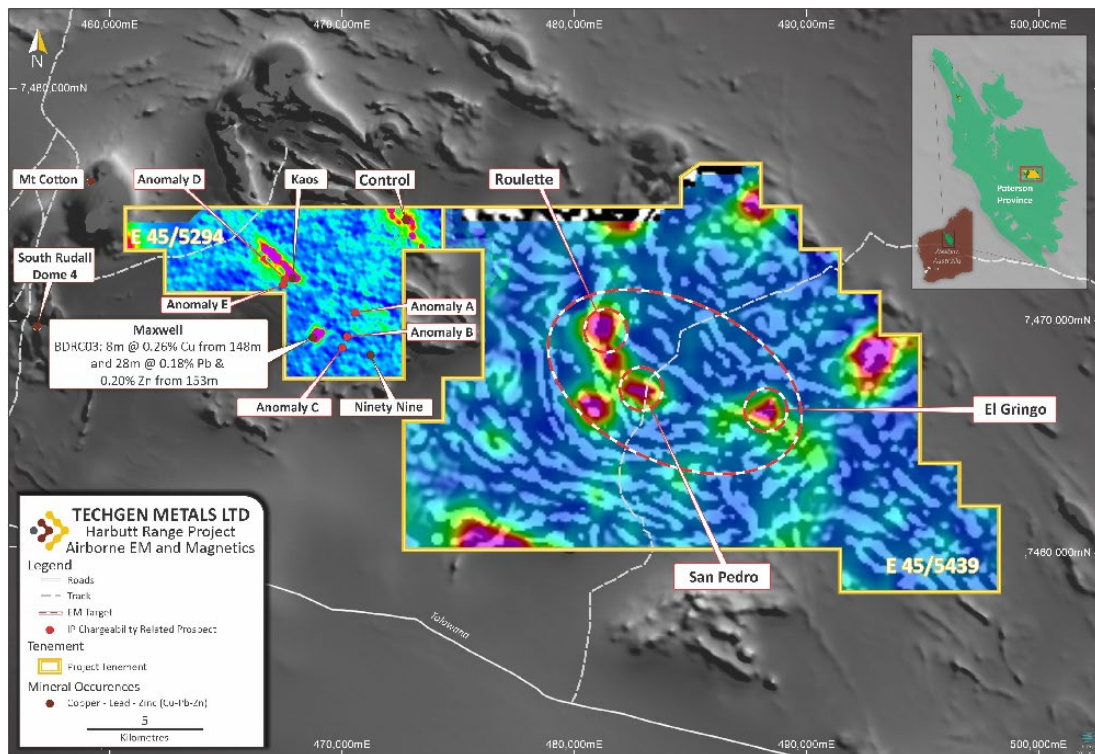 460,000mE
470,000mE
480,000mE
490,000mE
500,000mE
N
7,480,000mN
Mt Cotton
Anomaly D
Kaos
Control
Roulette
Paterson
Province
Western
Australia
E 45/5294
South Rudall
Dome 4
Anomaly E
Anomaly A
Anomaly B
7,470,000mN
Maxwell
BDRC03: 8m @ 0.26% Cu from 148m
and 28m @ 0.18% Pb &
0.20% Zn from 153m
Anomaly C
Ninety Nine
El Gringo
San Pedro
7,460,000mN
E 45/5439
TECHGEN METALS LTD
Harbutt Range Project
Airborne EM and Magnetics
Legend
Roads
Track
EM Target
IP Chargeability Related Prospect
Tenement
Project Tenement
Mineral Occurences
Copper - Lead - Zinc (Cu-Pb-Zn)
5
Kilometres
470,000mE
480,000mE
490,000mE
500,000mE